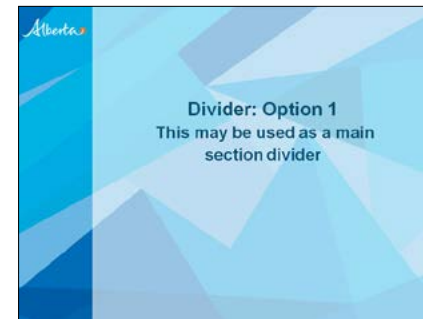 Alberta
Divider: Option 1
This may be used as a main
section divider